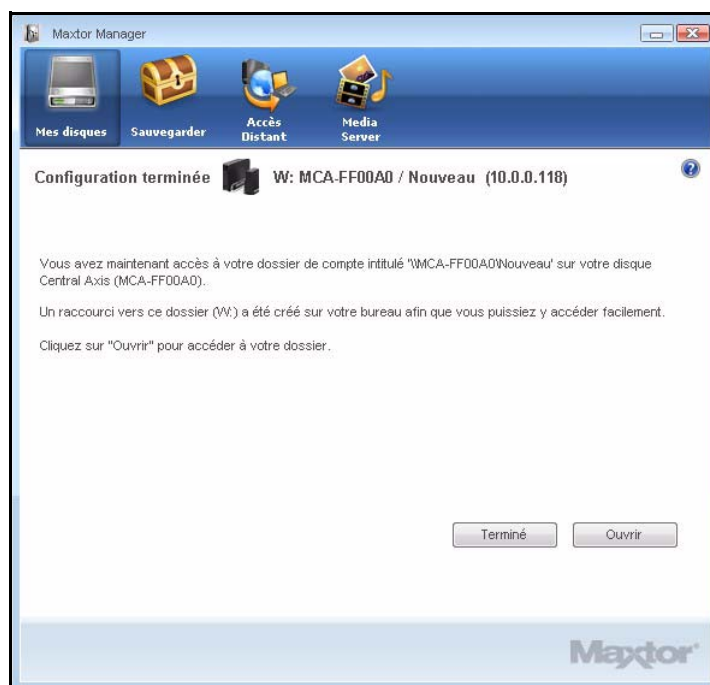 Maxtor Manager
Mes disques
Sauvegarder
Accès
Distant
Media
Server
Configuration terminée W: MCA-FF00A0 / Nouveau (10.0.0.118)
Vous avez maintenant accès à votre dossier de compte intitulé '\\MCA-FF00A0\Nouveau' sur votre disque
Central Axis (MCA-FF00A0).
Un raccourci vers ce dossier (W:) a été créé sur votre bureau afin que vous puissiez y accéder facilement.
Cliquez sur "Ouvrir" pour accéder à votre dossier.
Terminé
Ouvrir
Maxtor